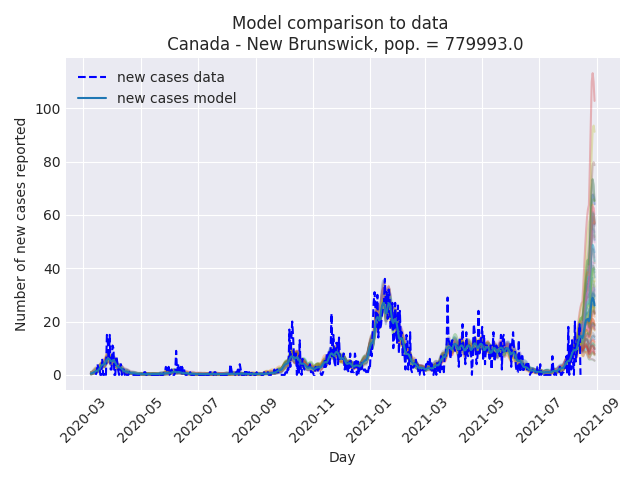 Model comparison to data
Canada - New Brunswick, pop. = 779993.0
new cases data
new cases model
Number of new cases reported
100
80
60
40
20
0
2020-03
2020-05
2020-07
2020-09
2020-11
2021-01
2021-03
2021-05
2021-07
2021-09
Day